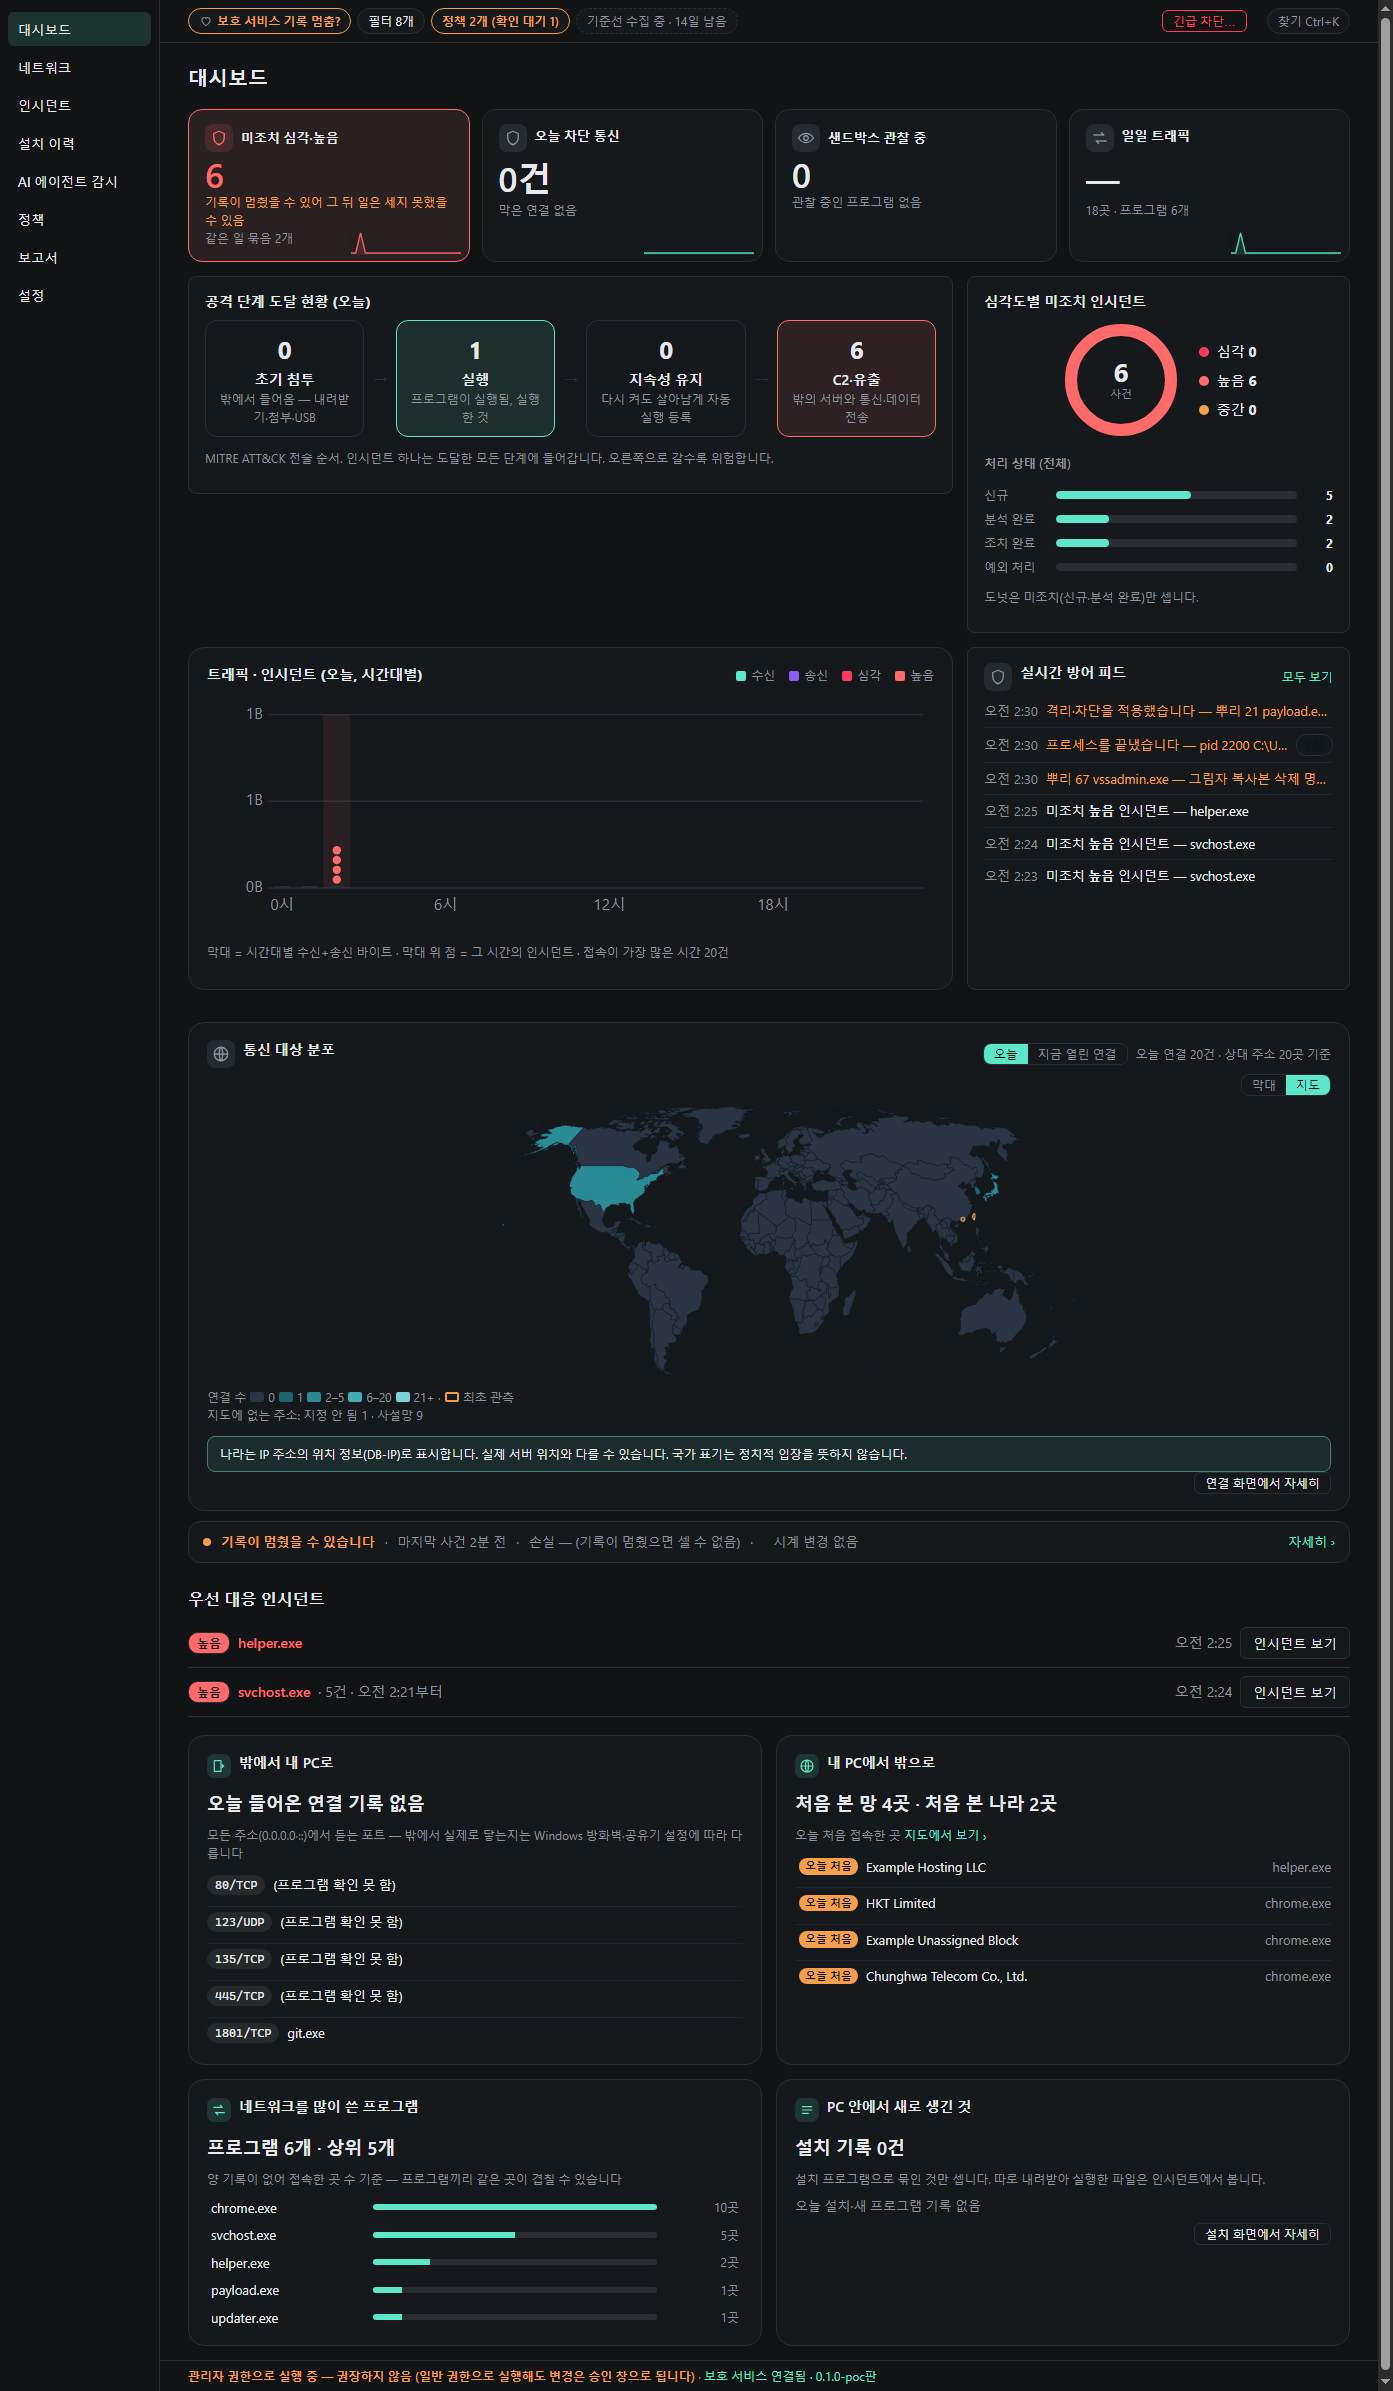 대시보드
네트워크
인시던트
설치 이력
AI 에이전트 감시
정책
보고서
설정
보호 서비스 기록 멈춤?
필터 8개
정책 2개 (확인 대기 1)
기준선 수집 중 · 14일 남음
긴급 차단...
찾기 Ctrl+K
대시보드
미조치 심각·높음
6
기록이 멈췄을 수 있어 그 뒤 일은 세지 못했을
수 있음
같은 일 묶음 2개
오늘 차단 통신
0건
막은 연결 없음
샌드박스 관찰 중
0
관찰 중인 프로그램 없음
일일 트래픽
—
18곳 · 프로그램 6개
공격 단계 도달 현황 (오늘)
0
초기 침투
밖에서 들어옴 — 내려받
기·첨부·USB
→
1
실행
프로그램이 실행됨, 실행
한 것
→
0
지속성 유지
다시 켜도 살아남게 자동
실행 등록
→
6
C2·유출
밖의 서버와 통신·데이터
전송
MITRE ATT&CK 전술 순서. 인시던트 하나는 도달한 모든 단계에 들어갑니다. 오른쪽으로 갈수록 위험합니다.
심각도별 미조치 인시던트
6
사건
심각 0
높음 6
중간 0
처리 상태 (전체)
신규 5
분석 완료 2
조치 완료 2
예외 처리 0
도넛은 미조치(신규·분석 완료)만 셉니다.
트래픽 · 인시던트 (오늘, 시간대별)
수신 송신 심각 높음
1B
1B
0B
0시 6시 12시 18시
막대 = 시간대별 수신+송신 바이트 · 막대 위 점 = 그 시간의 인시던트 · 접속이 가장 많은 시간 20건
실시간 방어 피드
모두 보기
오전 2:30 격리·차단을 적용했습니다 — 뿌리 21 payload.e...
오전 2:30 프로세스를 끝냈습니다 — pid 2200 C:\U...
오전 2:30 뿌리 67 vssadmin.exe — 그림자 복사본 삭제 명...
오전 2:25 미조치 높음 인시던트 — helper.exe
오전 2:24 미조치 높음 인시던트 — svchost.exe
오전 2:23 미조치 높음 인시던트 — svchost.exe
통신 대상 분포
오늘 지금 열린 연결 오늘 연결 20건 · 상대 주소 20곳 기준
막대 지도
연결 수 0 1 2–5 6–20 21+ · 최초 관측
지도에 없는 주소: 지정 안 됨 1 · 사설망 9
나라는 IP 주소의 위치 정보(DB-IP)로 표시합니다. 실제 서버 위치와 다를 수 있습니다. 국가 표기는 정치적 입장을 뜻하지 않습니다.
연결 화면에서 자세히
기록이 멈췄을 수 있습니다 · 마지막 사건 2분 전 · 손실 — (기록이 멈췄으면 셀 수 없음) · 시계 변경 없음
자세히 ›
우선 대응 인시던트
높음 helper.exe 오전 2:25 인시던트 보기
높음 svchost.exe · 5건 · 오전 2:21부터 오전 2:24 인시던트 보기
밖에서 내 PC로
오늘 들어온 연결 기록 없음
모든 주소(0.0.0.0·::)에서 듣는 포트 — 밖에서 실제로 닿는지는 Windows 방화벽·공유기 설정에 따라 다
릅니다
80/TCP (프로그램 확인 못 함)
123/UDP (프로그램 확인 못 함)
135/TCP (프로그램 확인 못 함)
445/TCP (프로그램 확인 못 함)
1801/TCP git.exe
내 PC에서 밖으로
처음 본 망 4곳 · 처음 본 나라 2곳
오늘 처음 접속한 곳 지도에서 보기 ›
오늘 처음 Example Hosting LLC helper.exe
오늘 처음 HKT Limited chrome.exe
오늘 처음 Example Unassigned Block chrome.exe
오늘 처음 Chunghwa Telecom Co., Ltd. chrome.exe
네트워크를 많이 쓴 프로그램
프로그램 6개 · 상위 5개
양 기록이 없어 접속한 곳 수 기준 — 프로그램끼리 같은 곳이 겹칠 수 있습니다
chrome.exe 10곳
svchost.exe 5곳
helper.exe 2곳
payload.exe 1곳
updater.exe 1곳
PC 안에서 새로 생긴 것
설치 기록 0건
설치 프로그램으로 묶인 것만 셉니다. 따로 내려받아 실행한 파일은 인시던트에서 봅니다.
오늘 설치·새 프로그램 기록 없음
설치 화면에서 자세히
관리자 권한으로 실행 중 — 권장하지 않음 (일반 권한으로 실행해도 변경은 승인 창으로 됩니다) · 보호 서비스 연결됨 · 0.1.0-poc판